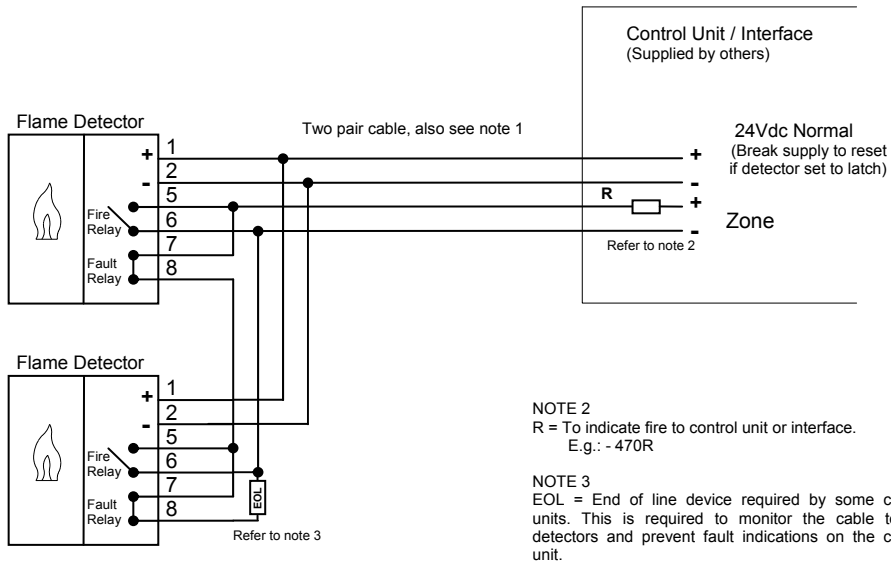 Control Unit / Interface
(Supplied by others)
Flame Detector
Two pair cable, also see note 1
24Vdc Normal
(Break supply to reset
if detector set to latch)
+
1
-
2
5
6
7
8
Fire
Relay
Fault
Relay
+
-
R
+
-
Zone
Refer to note 2
Flame Detector
+
1
-
2
5
6
7
8
Fire
Relay
Fault
Relay
EOL
Refer to note 3
NOTE 2
R = To indicate fire to control unit or interface.
E.g.: - 470R
NOTE 3
EOL = End of line device required by some
units. This is required to monitor the cable
detectors and prevent fault indications on the
unit.